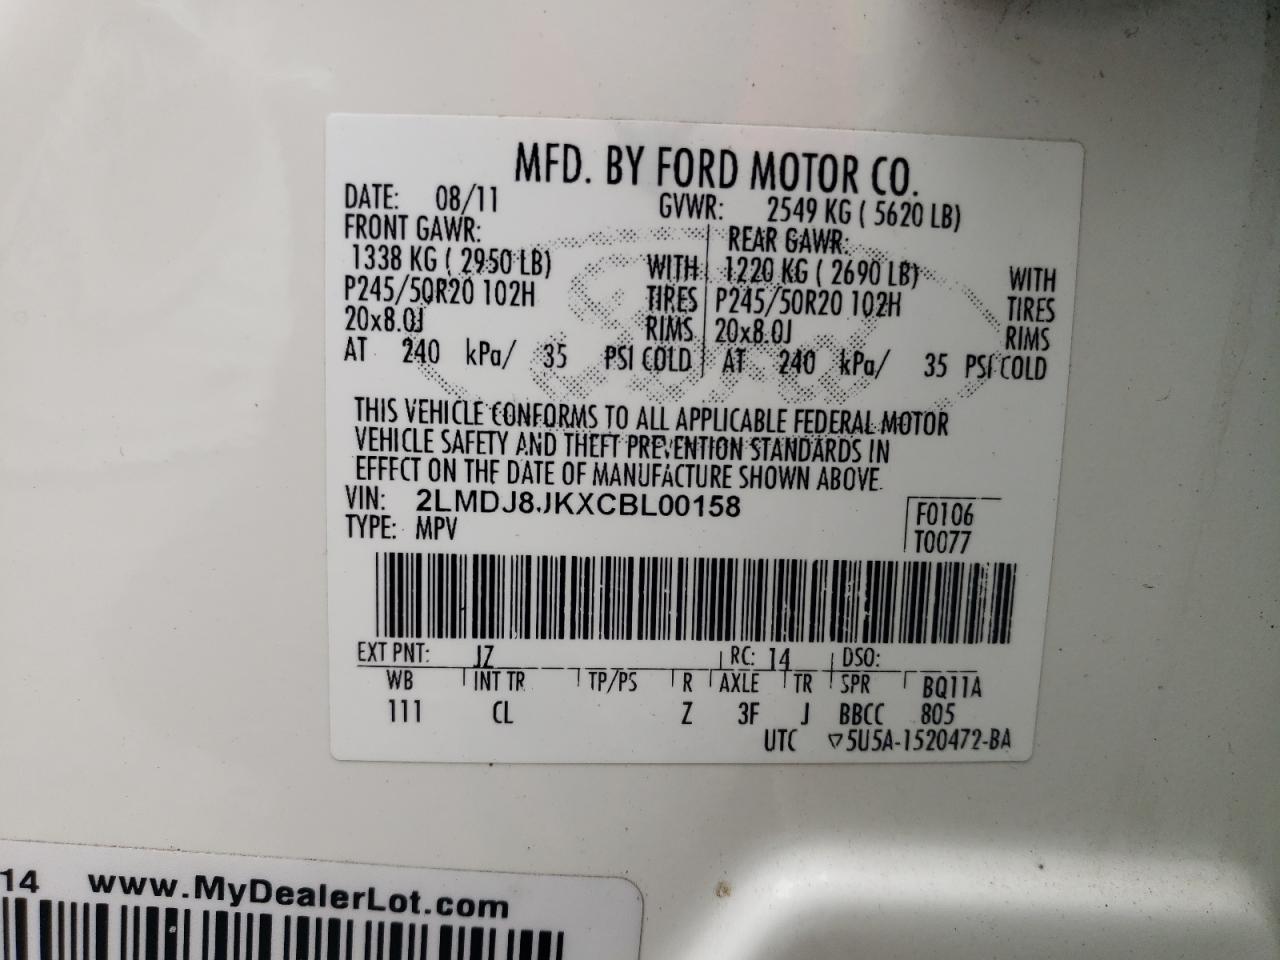 MFD. BY FORD MOTOR CO.
DATE: 08/11 GVWR: 2549 KG ( 5620 LB)
FRONT GAWR: REAR GAWR:
1338 KG ( 2950 LB) WITH 1220 KG ( 2690 LB) WITH
P245/50R20 102H TIRES P245/50R20 102H TIRES
20x8.0J RIMS 20x8.0J RIMS
AT 240 kPa/ 35 PSI COLD AT 240 kPa/ 35 PSI COLD
THIS VEHICLE CONFORMS TO ALL APPLICABLE FEDERAL MOTOR
VEHICLE SAFETY AND THEFT PREVENTION STANDARDS IN
EFFECT ON THE DATE OF MANUFACTURE SHOWN ABOVE.
VIN: 2LMDJ8JKXCBL00158 F0106
TYPE: MPV T0077
EXT PNT: JZ RC: 14 DSO:
WB INT TR TP/PS R AXLE TR SPR BQ11A
111 CL Z 3F J BBCC 805
UTC ▽5U5A-1520472-BA
14 www.MyDealerLot.com